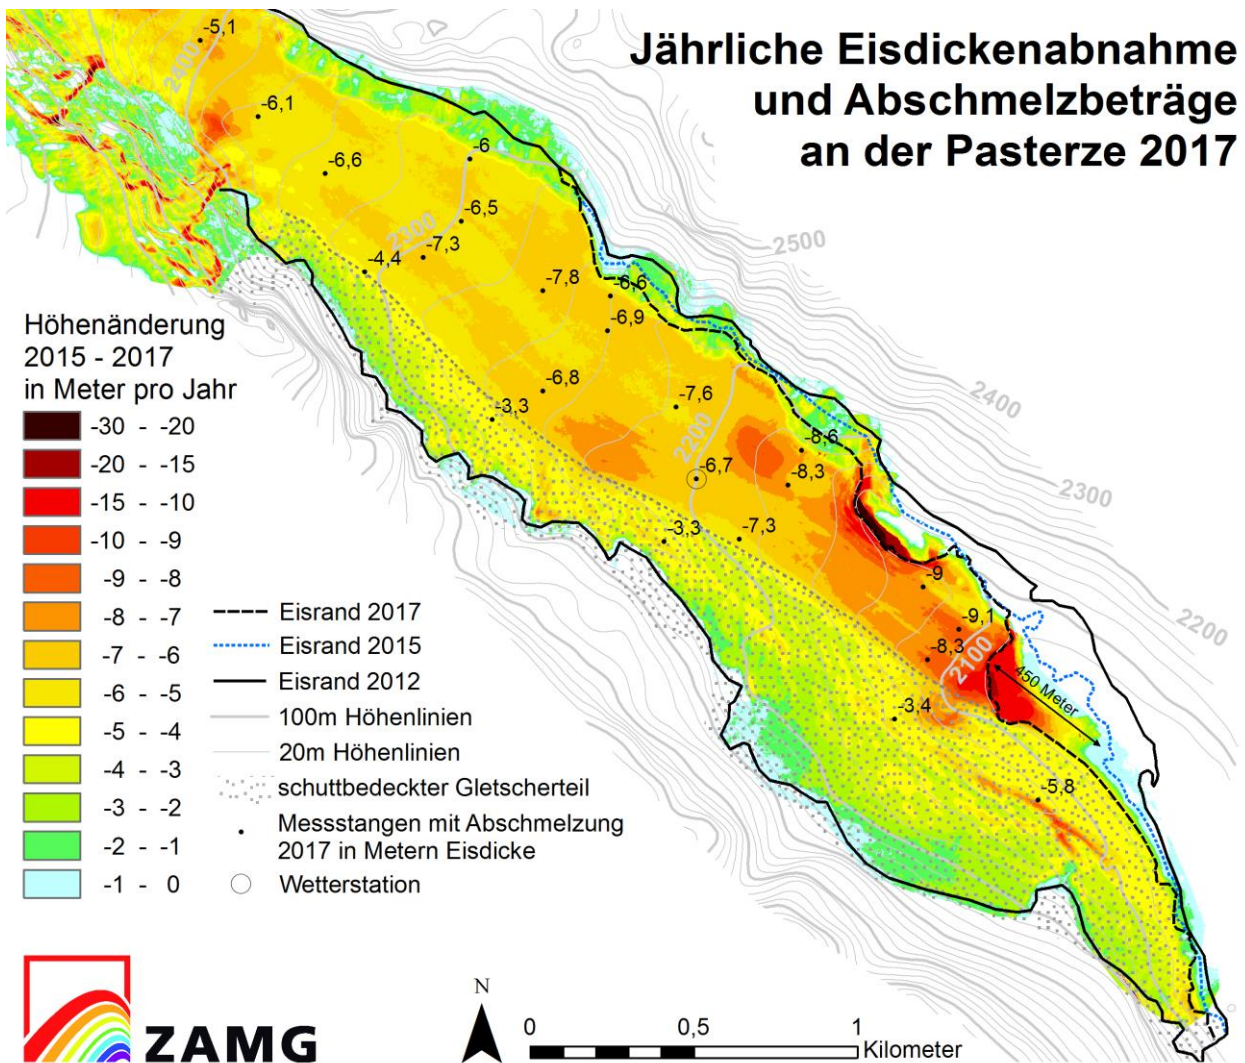 Jährliche Eisdickenabnahme
und Abschmelzbeträge
an der Pasterze 2017
-5,1
2400
-6,1
-6,6
-6
-6,5
2300
-7,3
-4,4
2500
-7,8
-6,6
-6,9
-6,8
-3,3
-7,6
2400
2200
-8,6
-6,7
-8,3
2300
-3,3
-7,3
-9
-9,1
2200
-8,3
2100
450 Meter
-3,4
-5,8
Höhenänderung
2015 - 2017
in Meter pro Jahr
-30 - -20
-20 - -15
-15 - -10
-10 - -9
-9 - -8
-8 - -7
-7 - -6
-6 - -5
-5 - -4
-4 - -3
-3 - -2
-2 - -1
-1 - 0
Eisrand 2017
Eisrand 2015
Eisrand 2012
100m Höhenlinien
20m Höhenlinien
schuttbedeckter Gletscherteil
Messstangen mit Abschmelzung
2017 in Metern Eisdicke
Wetterstation
ZAMG
N
0 0,5 1
Kilometer